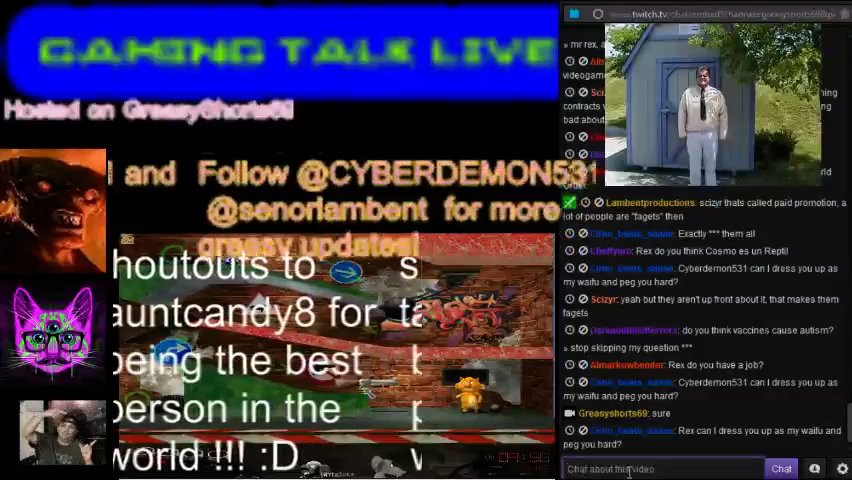 GAMING TALK LIVE
Hosted on GreasyShorts69
and Follow @CYBERDEMON531
@senorlambent for more
greasy updates!
houtouts to
auntcandy8 for
being the best
person in the
world !!! :D
» mr rex, a
videogam
contracts
bad about
order.
Lambentproductions: scizyr thats called paid promotion, a
lot of people are "fagets" then
Exactly *** them all
Rex do you think Cosmo es un Reptil
Cyberdemon531 can I dress you up as
my waifu and peg you hard?
Scizyr: yeah but they aren't up front about it, that makes them
fagets
do you think vaccines cause autism?
» stop skipping my question ***
Almarkowbender: Rex do you have a job?
Cyberdemon531 can I dress you up as
my waifu and peg you hard?
Greasyshorts69: sure
Rex can I dress you up as my waifu and
peg you hard?
Chat about this video
Chat